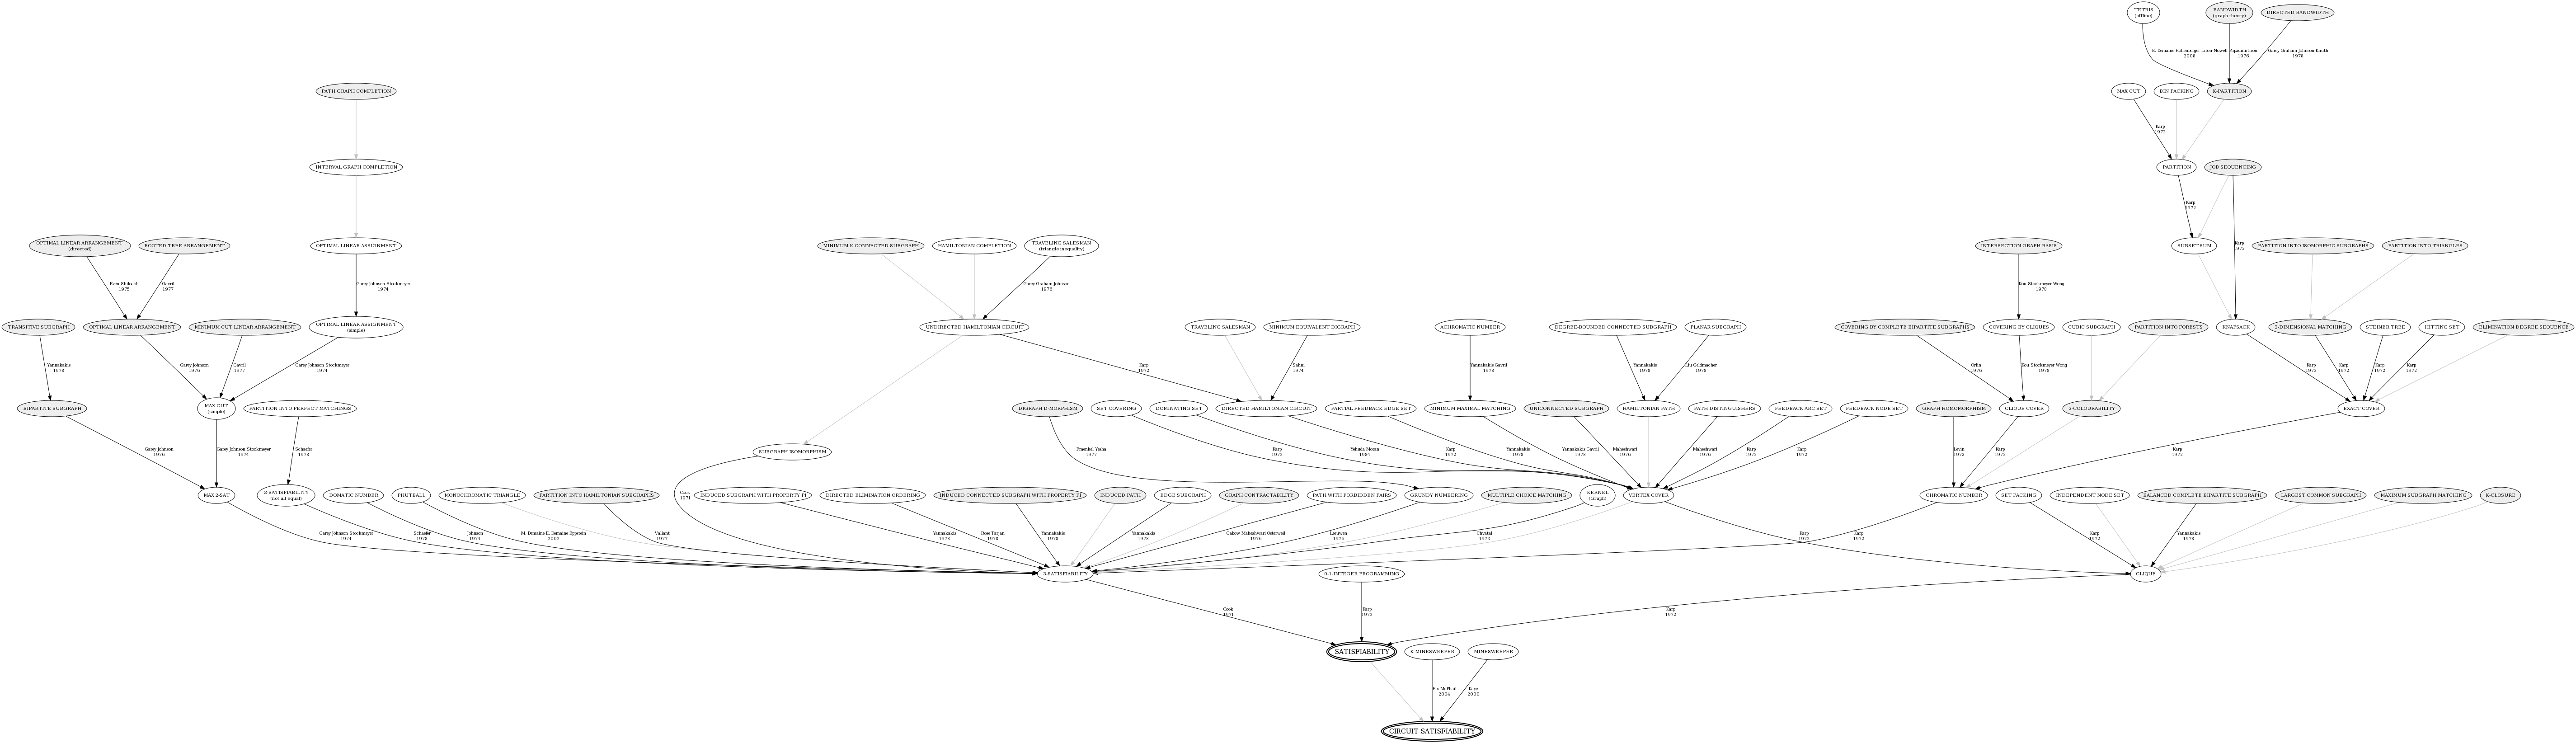 TETRIS
(offline)
BANDWIDTH
(graph theory)
DIRECTED BANDWIDTH
E. Demaine Hohenberger Liben-Nowell
2008
Papadimitriou
1976
Garey Graham Johnson Knuth
1978
PATH GRAPH COMPLETION
MAX CUT
BIN PACKING
K-PARTITION
Karp
1972
INTERVAL GRAPH COMPLETION
PARTITION
JOB SEQUENCING
Karp
1972
OPTIMAL LINEAR ARRANGEMENT
(directed)
ROOTED TREE ARRANGEMENT
OPTIMAL LINEAR ASSIGNMENT
MINIMUM K-CONNECTED SUBGRAPH
HAMILTONIAN COMPLETION
TRAVELING SALESMAN
(triangle inequality)
INTERSECTION GRAPH BASIS
SUBSET-SUM
Karp
1972
PARTITION INTO ISOMORPHIC SUBGRAPHS
PARTITION INTO TRIANGLES
Even Shiloach
1975
Gavril
1977
Garey Johnson Stockmeyer
1974
Garey Graham Johnson
1976
Kou Stockmeyer Wong
1978
TRANSITIVE SUBGRAPH
OPTIMAL LINEAR ARRANGEMENT
MINIMUM CUT LINEAR ARRANGEMENT
OPTIMAL LINEAR ASSIGNMENT
(simple)
UNDIRECTED HAMILTONIAN CIRCUIT
TRAVELING SALESMAN
MINIMUM EQUIVALENT DIGRAPH
ACHROMATIC NUMBER
DEGREE-BOUNDED CONNECTED SUBGRAPH
PLANAR SUBGRAPH
COVERING BY COMPLETE BIPARTITE SUBGRAPHS
COVERING BY CLIQUES
CUBIC SUBGRAPH
PARTITION INTO FORESTS
KNAPSACK
3-DIMENSIONAL MATCHING
STEINER TREE
HITTING SET
ELIMINATION DEGREE SEQUENCE
Yannakakis
1978
Garey Johnson
1976
Gavril
1977
Garey Johnson Stockmeyer
1974
Karp
1972
Sahni
1974
Yannakakis Gavril
1978
Yannakakis
1978
Liu Geldmacher
1978
Orlin
1976
Kou Stockmeyer Wong
1978
Karp
1972
Karp
1972
Karp
1972
Karp
1972
BIPARTITE SUBGRAPH
MAX CUT
(simple)
PARTITION INTO PERFECT MATCHINGS
DIGRAPH D-MORPHISM
SET COVERING
DOMINATING SET
DIRECTED HAMILTONIAN CIRCUIT
PARTIAL FEEDBACK EDGE SET
MINIMUM MAXIMAL MATCHING
UNICONNECTED SUBGRAPH
HAMILTONIAN PATH
PATH DISTINGUISHERS
FEEDBACK ARC SET
FEEDBACK NODE SET
GRAPH HOMOMORPHISM
CLIQUE COVER
3-COLOURABILITY
EXACT COVER
Garey Johnson
1976
Garey Johnson Stockmeyer
1974
Schaefer
1978
SUBGRAPH ISOMORPHISM
Fraenkel Yesha
1977
Karp
1972
Yehuda Moran
1984
Karp
1972
Yannakakis
1978
Yannakakis Gavril
1978
Maheshwari
1976
Maheshwari
1976
Karp
1972
Karp
1972
Levin
1973
Karp
1972
Karp
1972
MAX 2-SAT
3-SATISFIABILITY
(not all equal)
DOMATIC NUMBER
PHUTBALL
MONOCHROMATIC TRIANGLE
PARTITION INTO HAMILTONIAN SUBGRAPHS
Cook
1971
INDUCED SUBGRAPH WITH PROPERTY PI
DIRECTED ELIMINATION ORDERING
INDUCED CONNECTED SUBGRAPH WITH PROPERTY PI
INDUCED PATH
EDGE SUBGRAPH
GRAPH CONTRACTABILITY
PATH WITH FORBIDDEN PAIRS
GRUNDY NUMBERING
MULTIPLE CHOICE MATCHING
KERNEL
(Graph)
VERTEX COVER
CHROMATIC NUMBER
SET PACKING
INDEPENDENT NODE SET
BALANCED COMPLETE BIPARTITE SUBGRAPH
LARGEST COMMON SUBGRAPH
MAXIMUM SUBGRAPH MATCHING
K-CLOSURE
Garey Johnson Stockmeyer
1974
Schaefer
1978
Johnson
1974
M. Demaine E. Demaine Eppstein
2002
Valiant
1977
Yannakakis
1978
Rose Tarjan
1978
Yannakakis
1978
Yannakakis
1978
Gabow Maheshwari Osterweil
1976
Leeuwen
1976
Chvatal
1973
Karp
1972
Karp
1972
Karp
1972
Yannakakis
1978
3-SATISFIABILITY
0-1-INTEGER PROGRAMMING
CLIQUE
Cook
1971
Karp
1972
Karp
1972
SATISFIABILITY
K-MINESWEEPER
MINESWEEPER
Fix McPhail
2004
Kaye
2000
CIRCUIT SATISFIABILITY